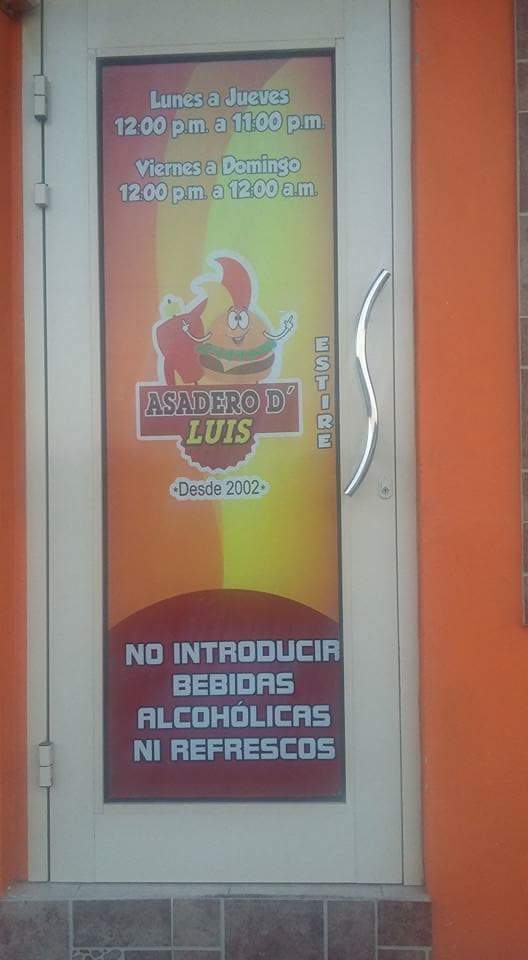 Lunes a Jueves
12:00 p.m. a 11:00 p.m.
Viernes a Domingo
12:00 p.m. a 12:00 a.m.
ASADERO D´
LUIS
*Desde 2002*
ESTIRE
NO INTRODUCIR
BEBIDAS
ALCOHÓLICAS
NI REFRESCOS